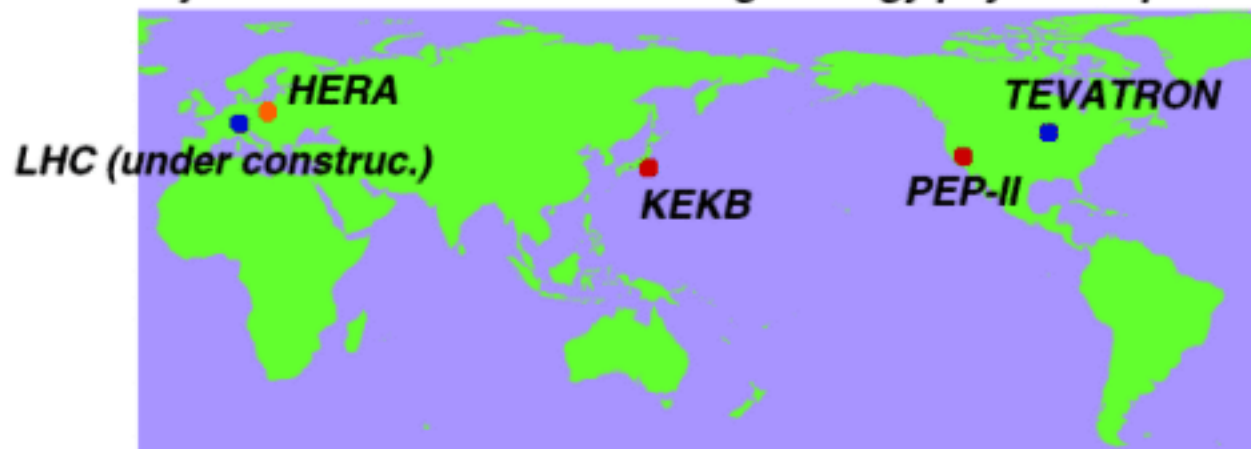 HERA
TEVATRON
LHC (under construc.)
PEP-II
KEKB